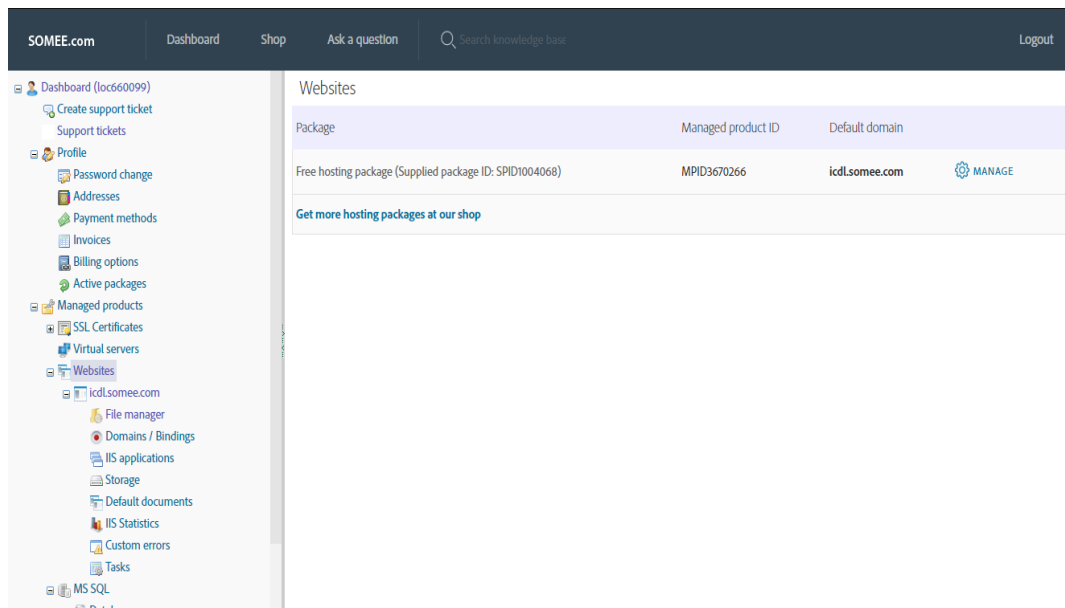 SOMEE.com
Dashboard
Shop
Ask a question
Search knowledge base
Logout
Dashboard (loc660099)
Create support ticket
Support tickets
Profile
Password change
Addresses
Payment methods
Invoices
Billing options
Active packages
Managed products
SSL Certificates
Virtual servers
Websites
icdl.somee.com
File manager
Domains / Bindings
IIS applications
Storage
Default documents
IIS Statistics
Custom errors
Tasks
MS SQL
Websites
Package Managed product ID Default domain
Free hosting package (Supplied package ID: SPID1004068) MPID3670266 icdl.somee.com MANAGE
Get more hosting packages at our shop